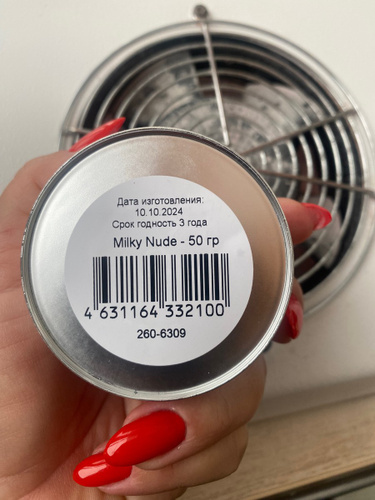 Дата изготовления:
10.10.2024
Срок годность 3 года
Milky Nude - 50 гр
4 631164 332100
260-6309